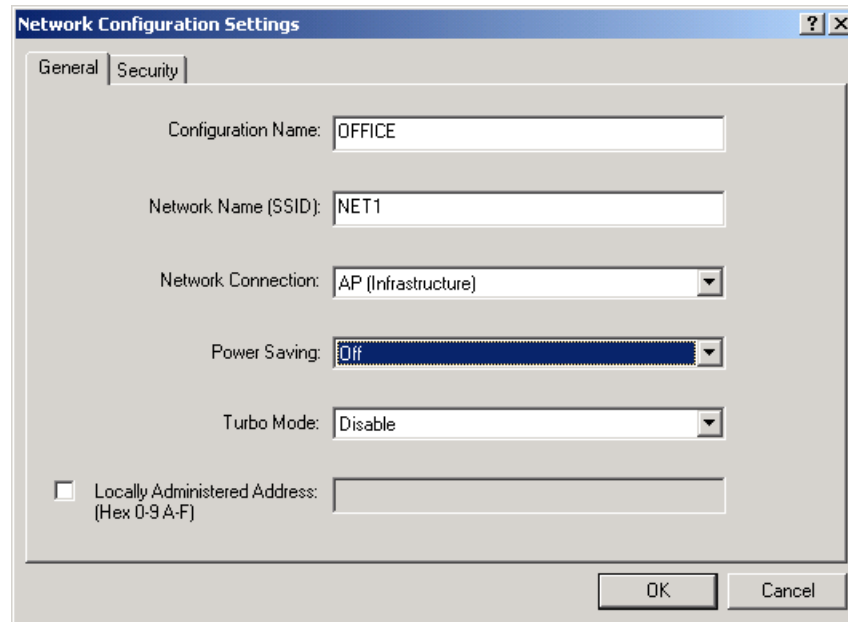 Network Configuration Settings
General
Security
Configuration Name: OFFICE
Network Name (SSID): NET1
Network Connection: AP (Infrastructure)
Power Saving: Off
Turbo Mode: Disable
Locally Administered Address:
(Hex 0-9 A-F)
OK
Cancel